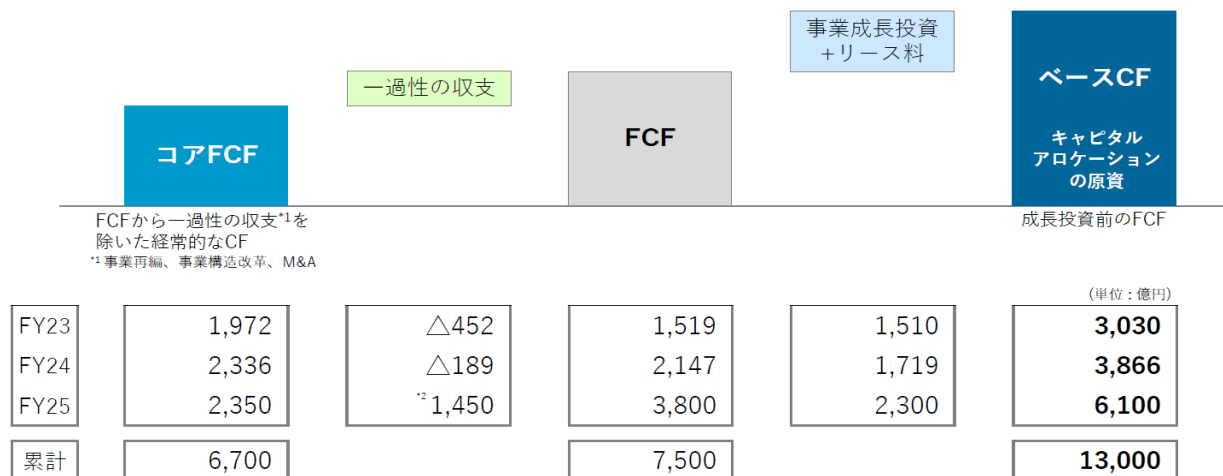 事業成長投資
+リース料
一過性の収支
ベースCF
コアFCF
FCF
キャピタル
アロケーション
の原資
FCFから一過性の収支*1を
除いた経常的なCF
*1 事業再編、事業構造改革、M&A
成長投資前のFCF
(単位：億円)
FY23 1,972 △452 1,519 1,510 3,030
FY24 2,336 △189 2,147 1,719 3,866
FY25 2,350 *2 1,450 3,800 2,300 6,100
累計 6,700 7,500 13,000